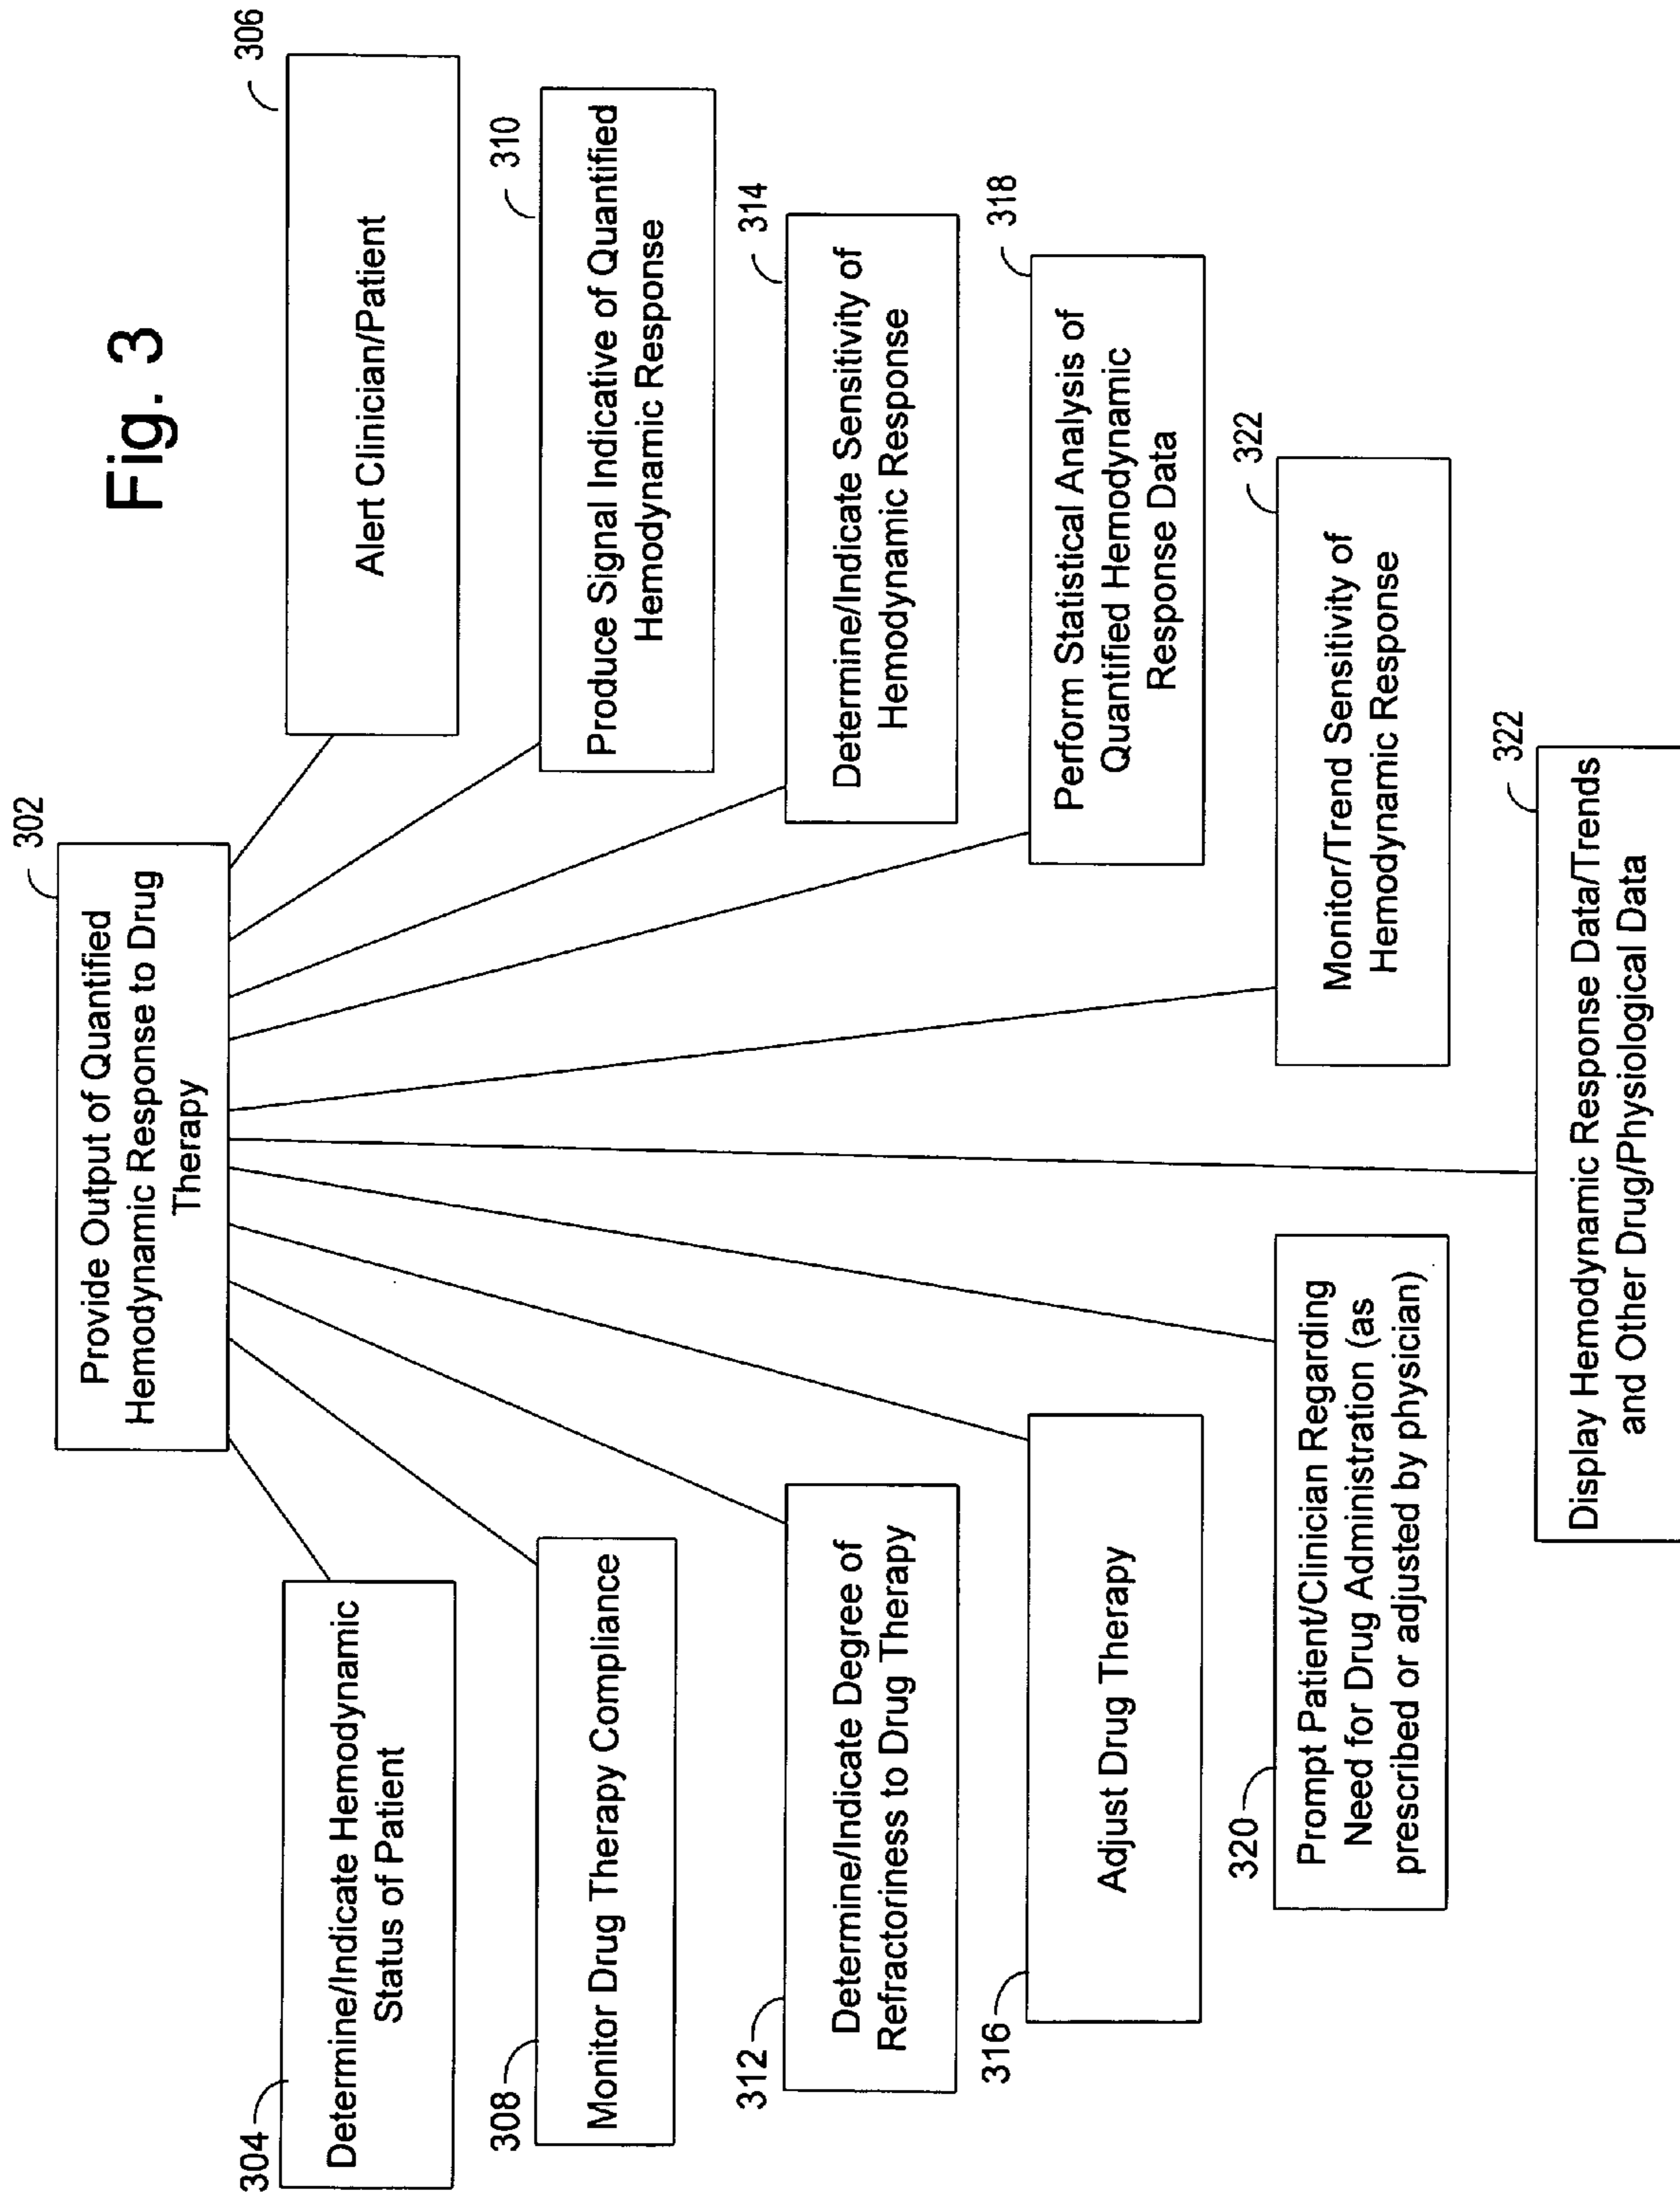 Fig. 3
302
Provide Output of Quantified
Hemodynamic Response to Drug
Therapy
304
Determine/Indicate Hemodynamic
Status of Patient
306
Alert Clinician/Patient
308
Monitor Drug Therapy Compliance
310
Produce Signal Indicative of Quantified
Hemodynamic Response
312
Determine/Indicate Degree of
Refractoriness to Drug Therapy
314
Determine/Indicate Sensitivity of
Hemodynamic Response
316
Adjust Drug Therapy
318
Perform Statistical Analysis of
Quantified Hemodynamic
Response Data
320
Prompt Patient/Clinician Regarding
Need for Drug Administration (as
prescribed or adjusted by physician)
322
Monitor/Trend Sensitivity of
Hemodynamic Response
322
Display Hemodynamic Response Data/Trends
and Other Drug/Physiological Data